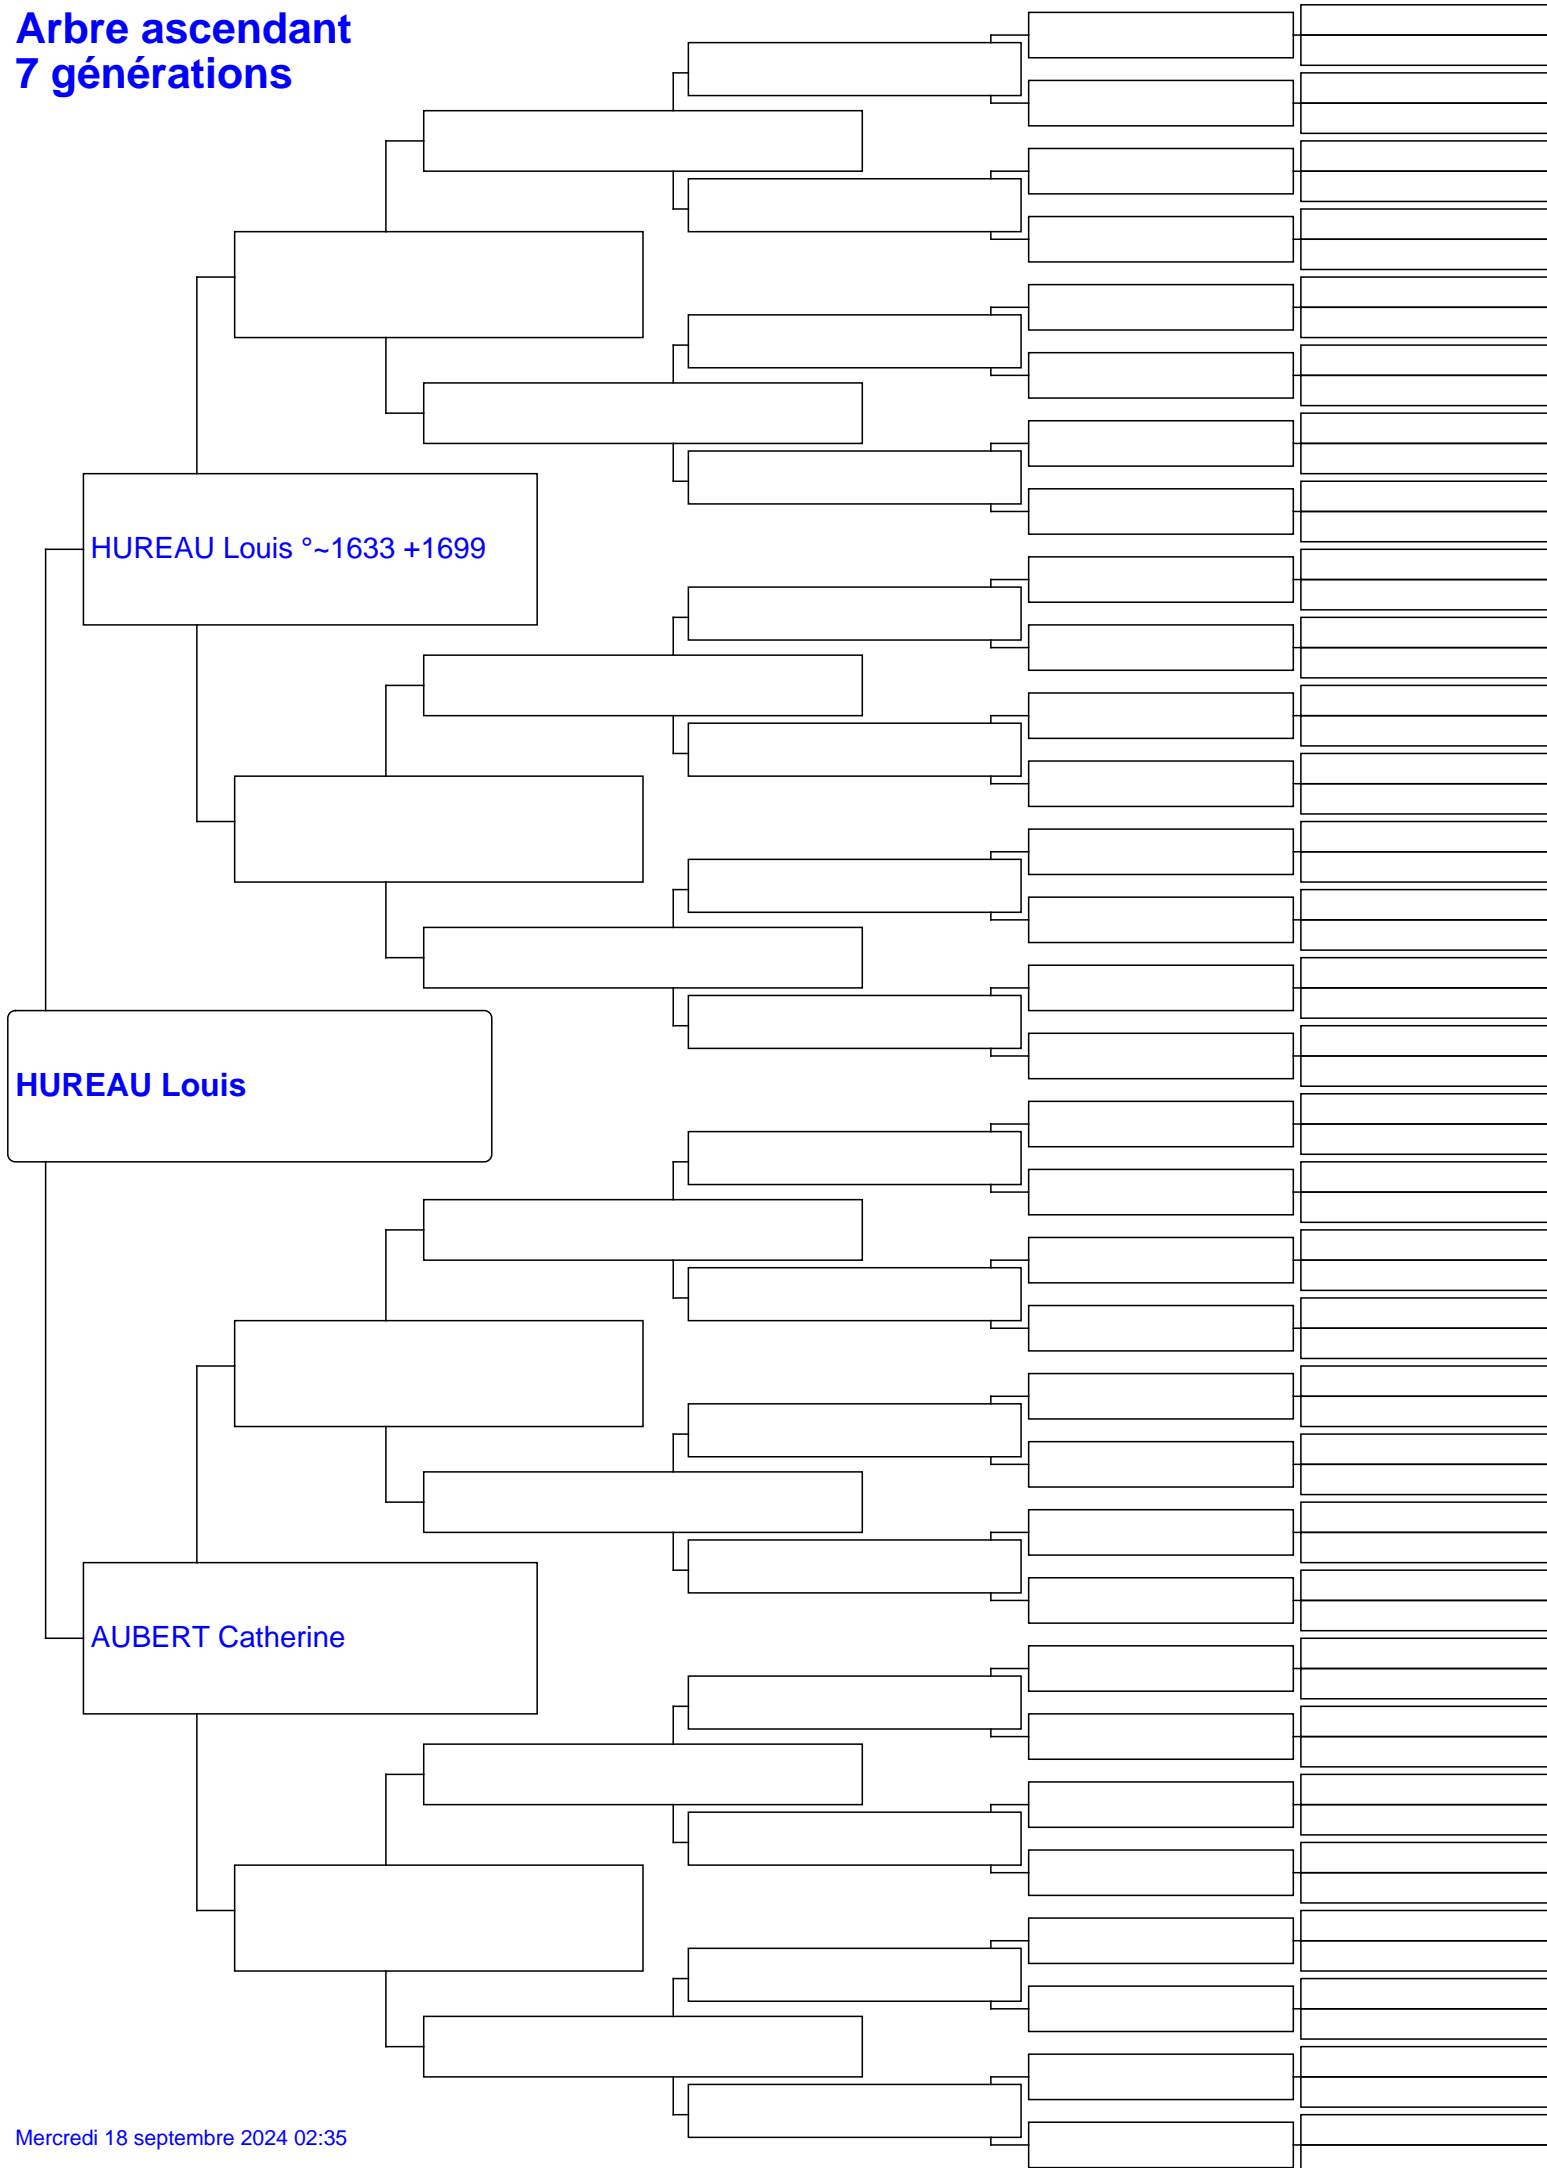 Arbre ascendant
7 générations
HUREAU Louis °~1633 +1699
HUREAU Louis
AUBERT Catherine
Mercredi 18 septembre 2024 02:35